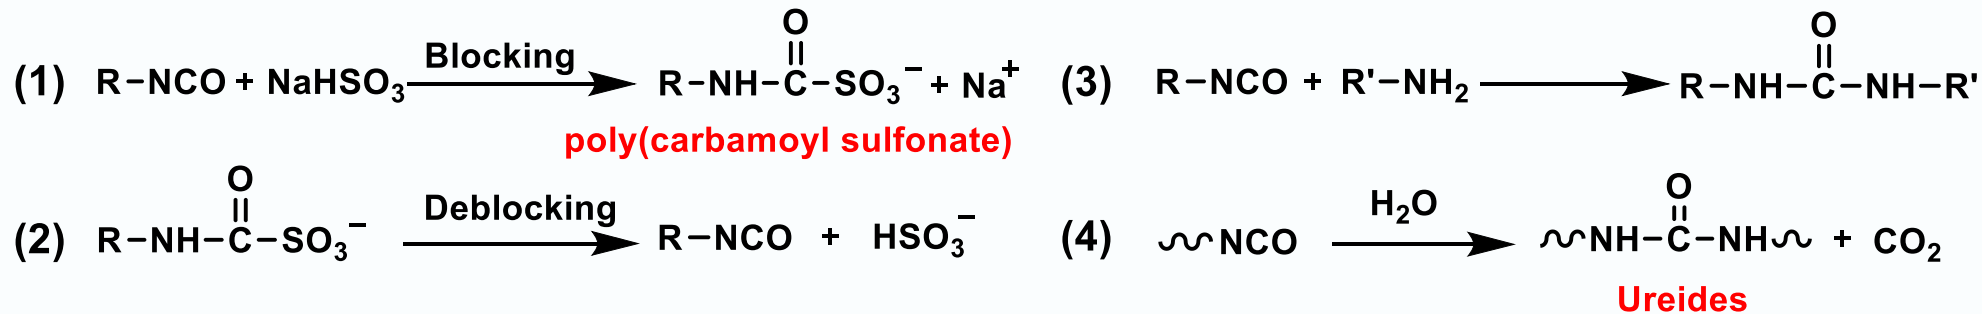 (1) R–NCO + NaHSO₃ Blocking R–NH–C–SO₃⁻ + Na⁺
O
poly(carbamoyl sulfonate)
(2) R–NH–C–SO₃⁻ Deblocking R–NCO + HSO₃⁻
O
(3) R–NCO + R'–NH₂ R–NH–C–NH–R'
O
(4) NCO H₂O NH–C–NH + CO₂
O
Ureides